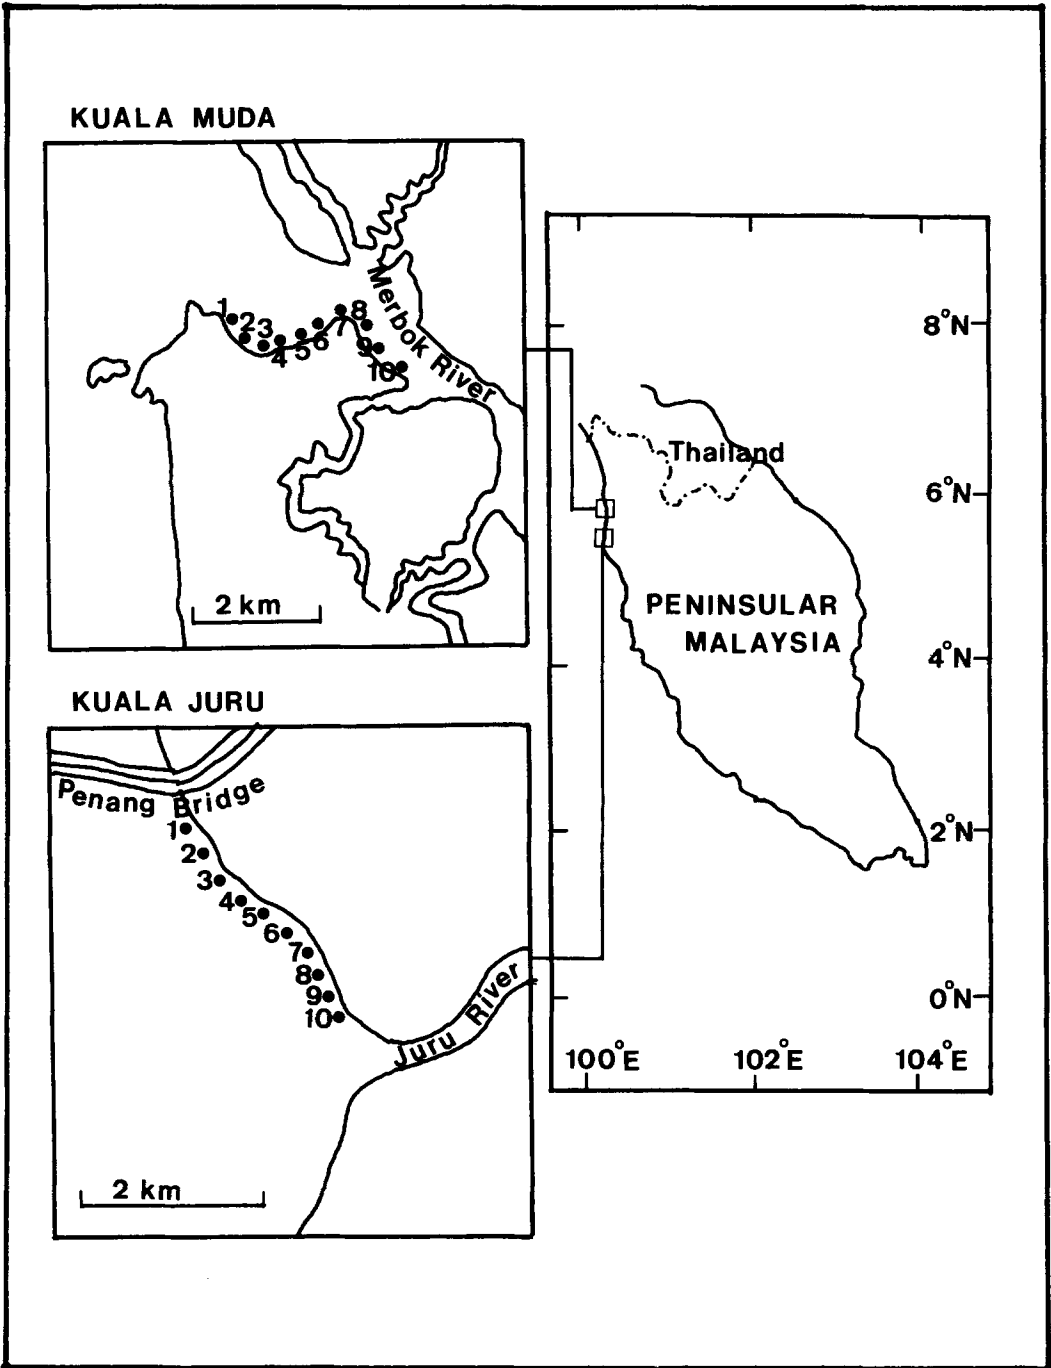 KUALA MUDA
1
2
3
4
5
6
7
8
9
10
Merbok River
2 km
KUALA JURU
Penang Bridge
1
2
3
4
5
6
7
8
9
10
Juru River
2 km
8°N
Thailand
6°N
PENINSULAR
MALAYSIA
4°N
2°N
0°N
100°E 102°E 104°E